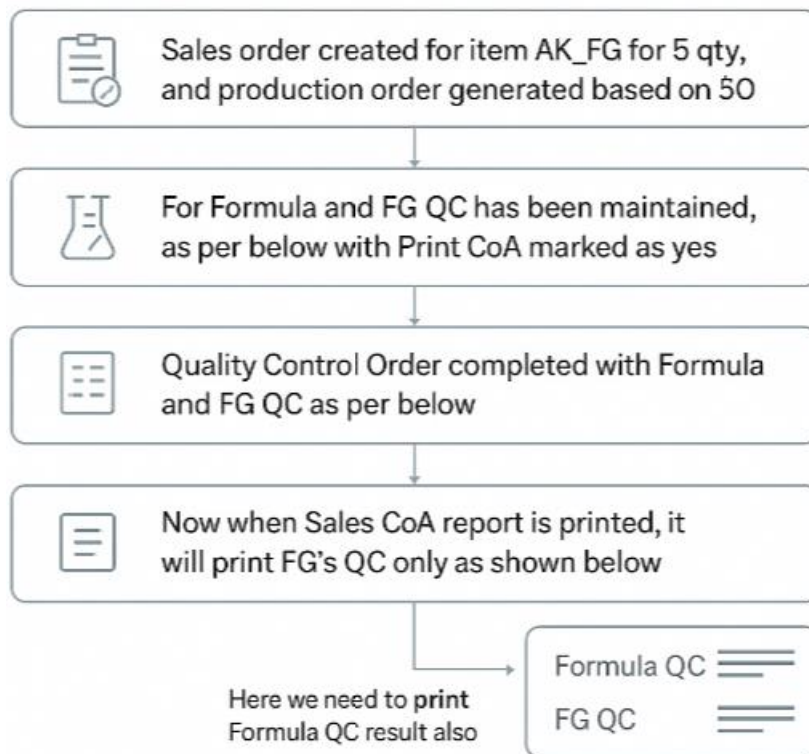 Sales order created for item AK_FG for 5 qty,
and production order generated based on $O
For Formula and FG QC has been maintained,
as per below with Print CoA marked as yes
Quality Control Order completed with Formula
and FG QC as per below
Now when Sales CoA report is printed, it
will print FG's QC only as shown below
Here we need to print
Formula QC result also
Formula QC
FG QC